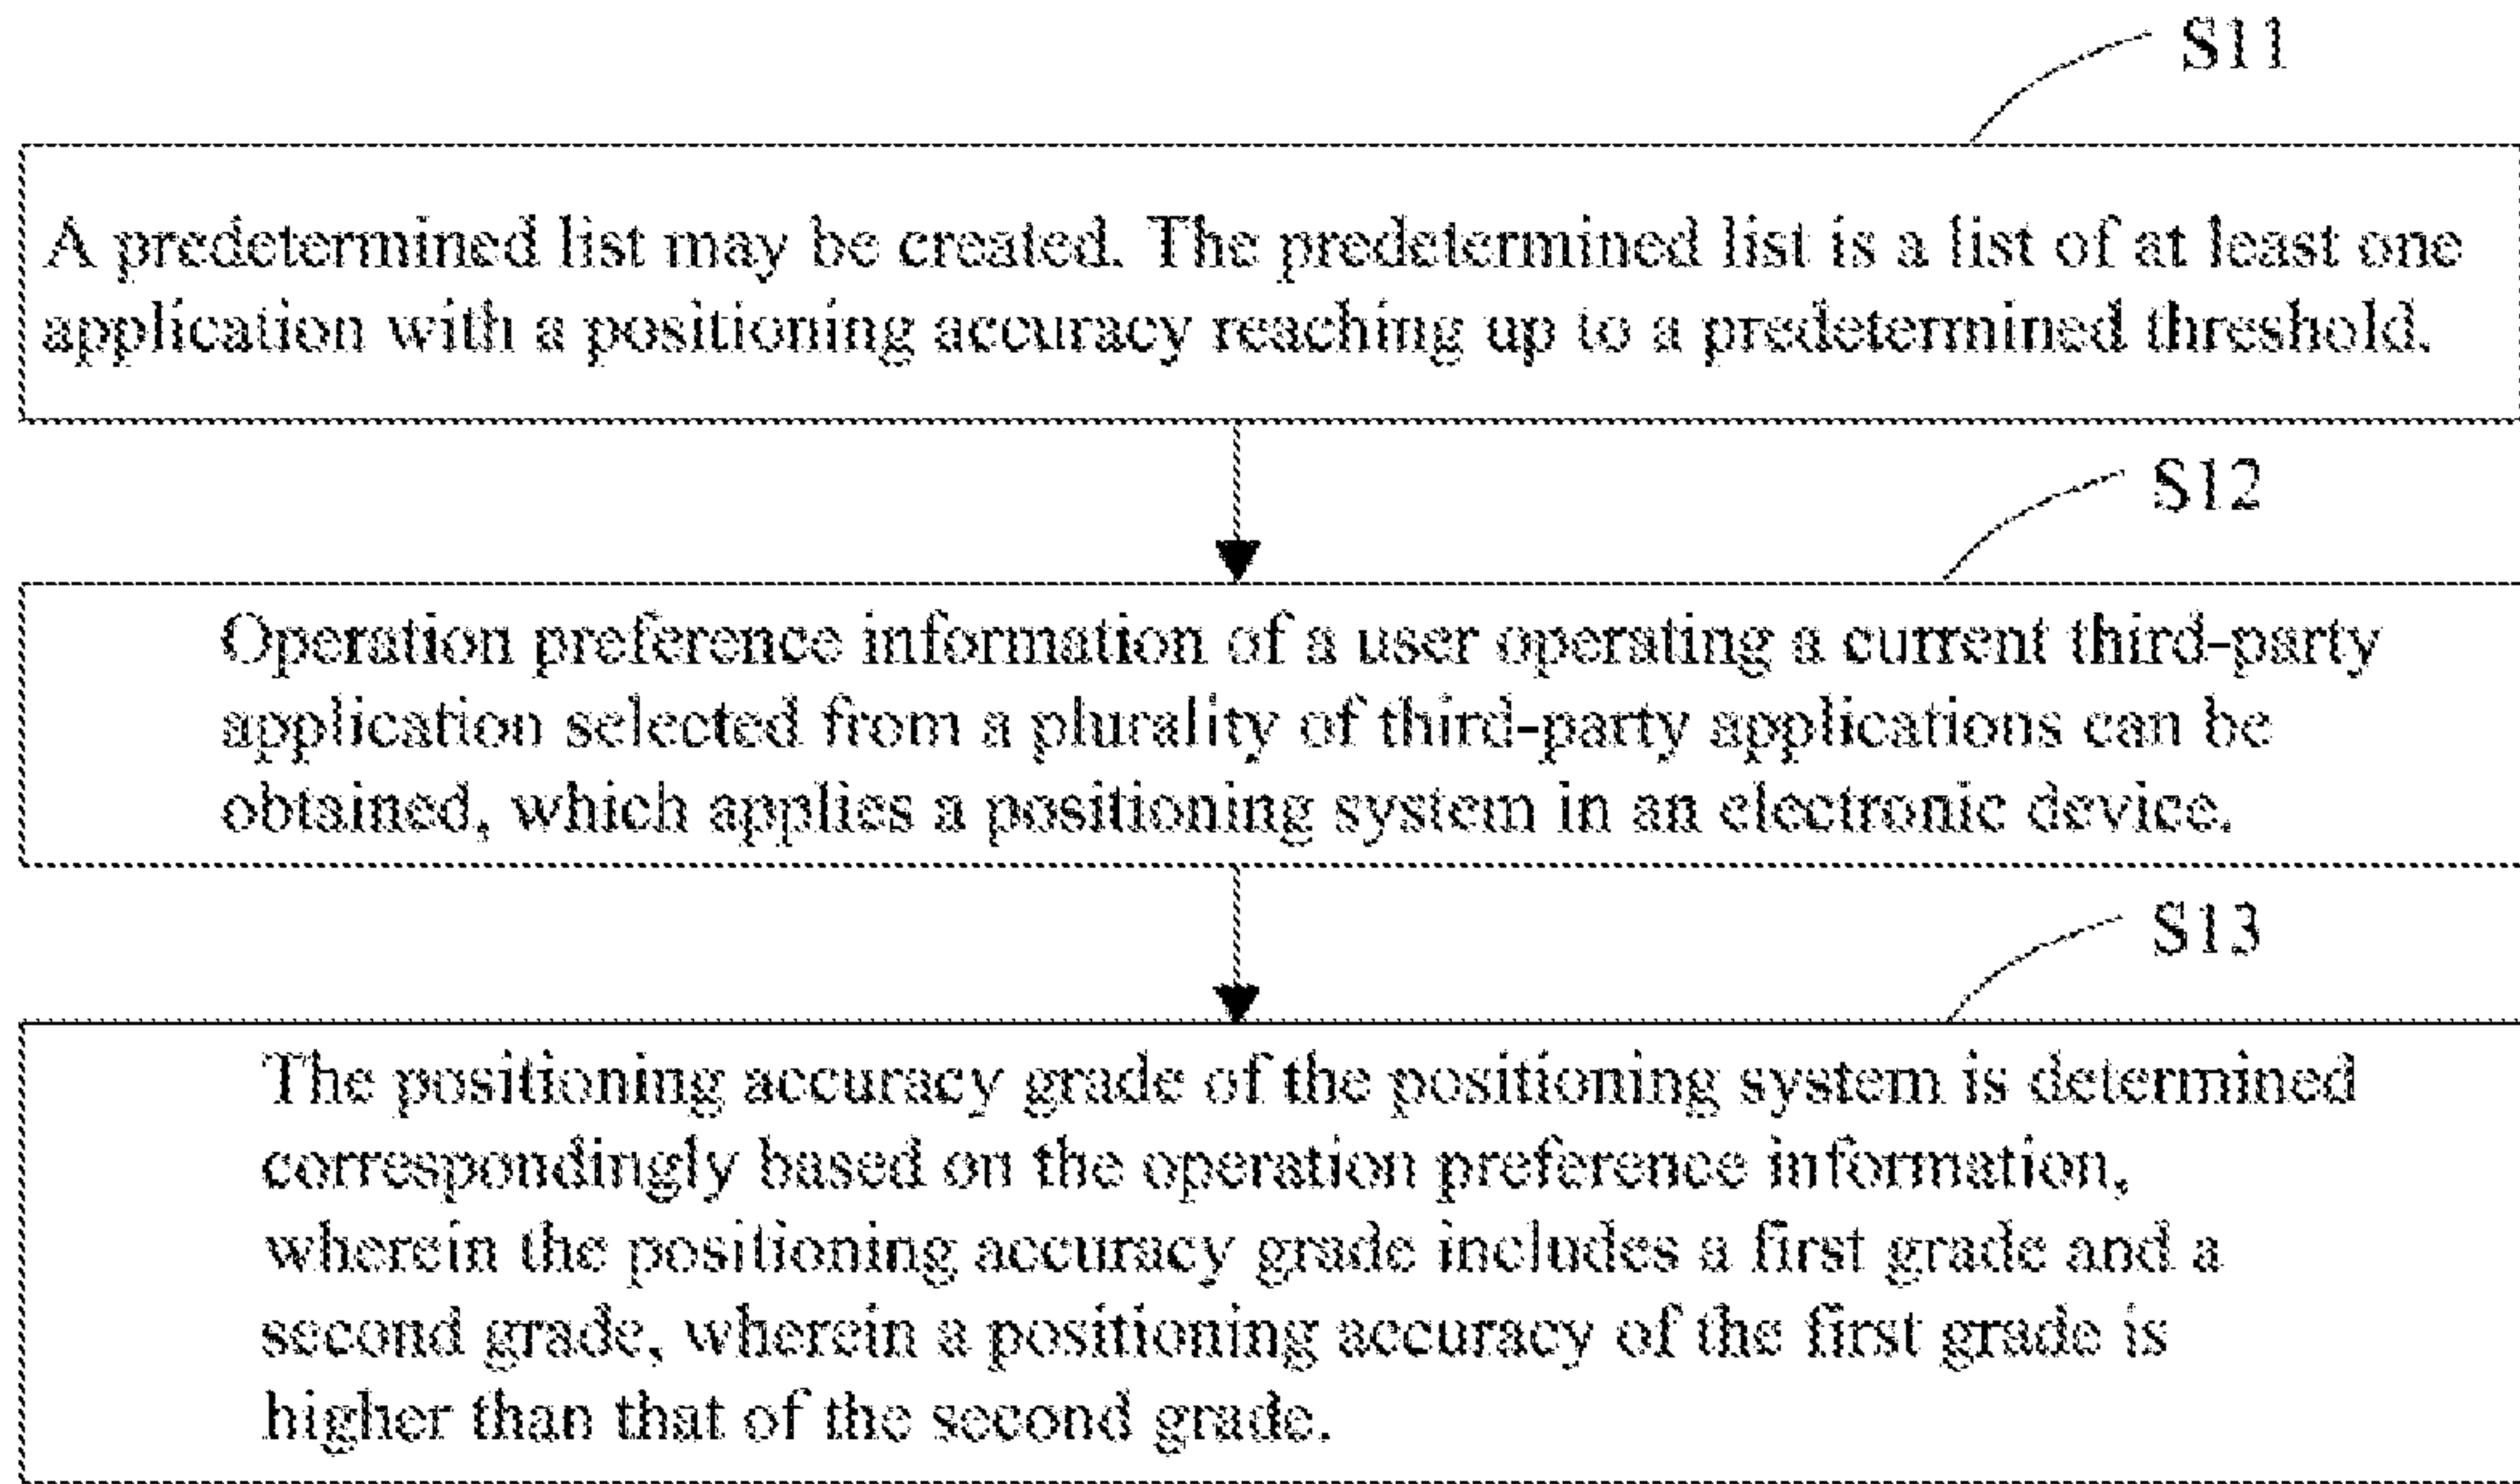 S11
A predetermined list may be created. The predetermined list is a list of at least one
application with a positioning accuracy reaching up to a predetermined threshold.
S12
Operation preference information of a user operating a current third-party
application selected from a plurality of third-party applications can be
obtained, which applies a positioning system in an electronic device.
S13
The positioning accuracy grade of the positioning system is determined
correspondingly based on the operation preference information,
wherein the positioning accuracy grade includes a first grade and a
second grade, wherein a positioning accuracy of the first grade is
higher than that of the second grade.